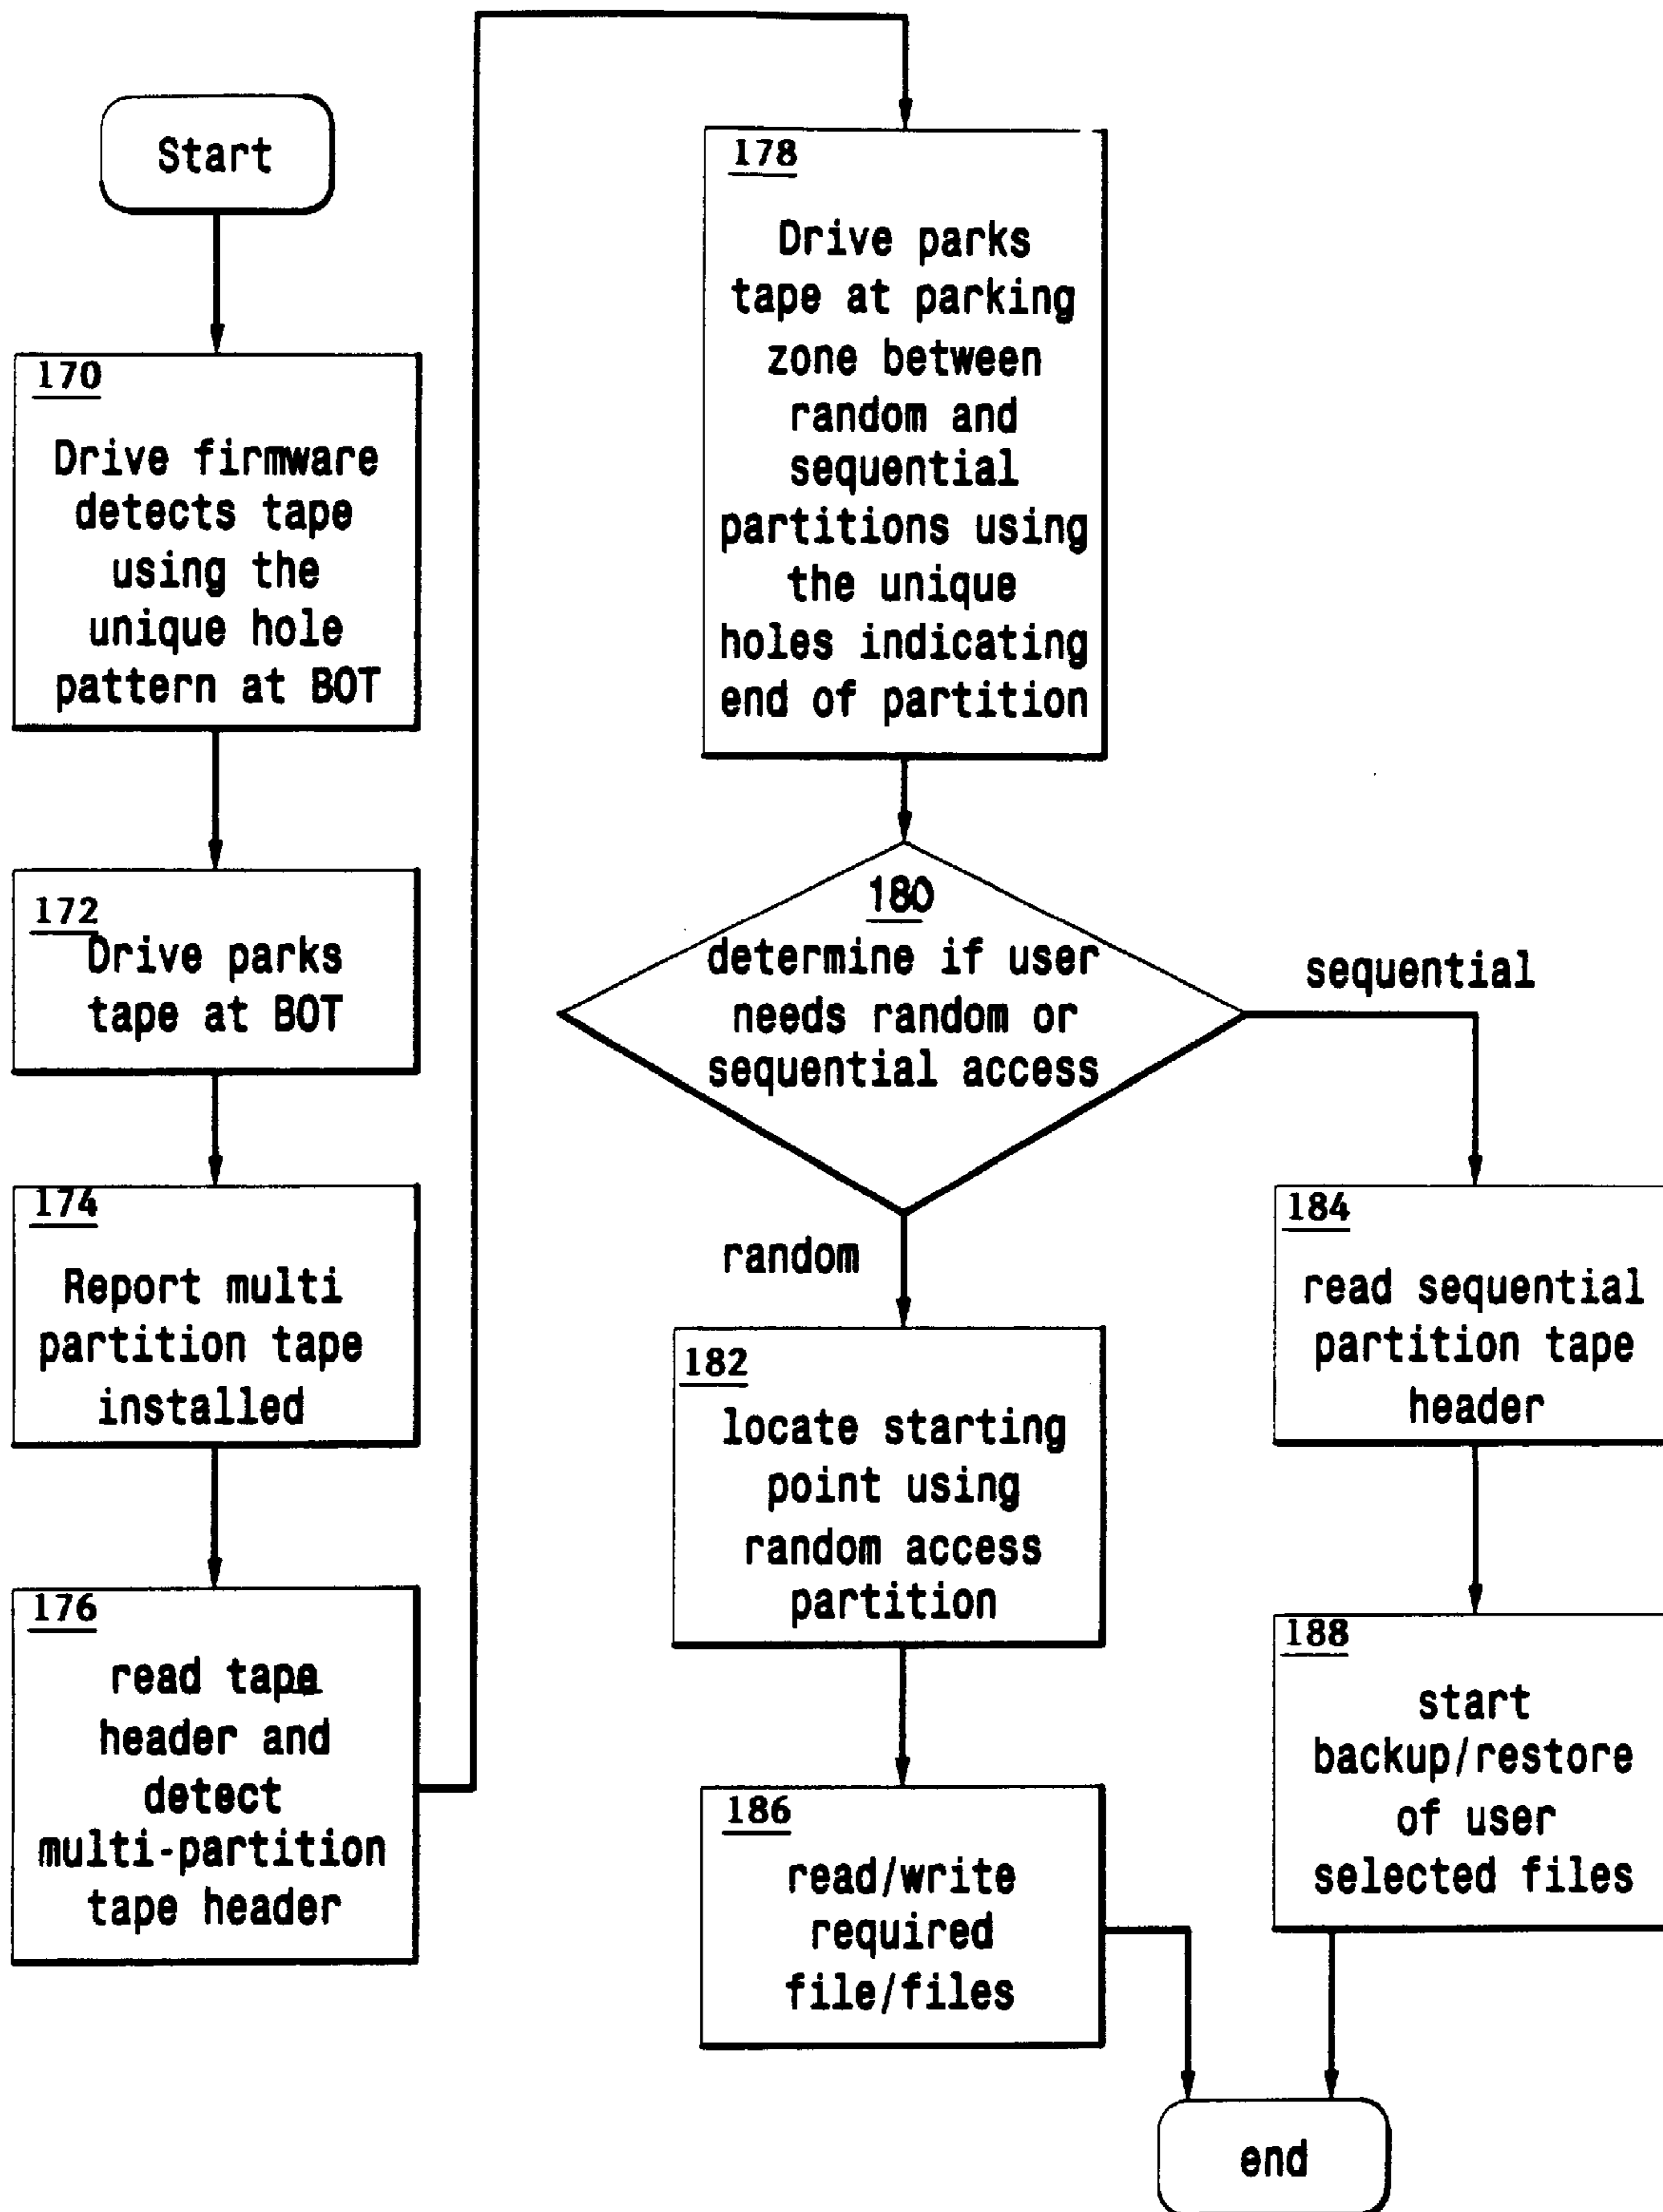 Start
170
Drive firmware
detects tape
using the
unique hole
pattern at BOT
172
Drive parks
tape at BOT
174
Report multi
partition tape
installed
176
read tape
header and
detect
multi-partition
tape header
178
Drive parks
tape at parking
zone between
random and
sequential
partitions using
the unique
holes indicating
end of partition
180
determine if user
needs random or
sequential access
sequential
random
182
locate starting
point using
random access
partition
184
read sequential
partition tape
header
186
read/write
required
file/files
188
start
backup/restore
of user
selected files
end